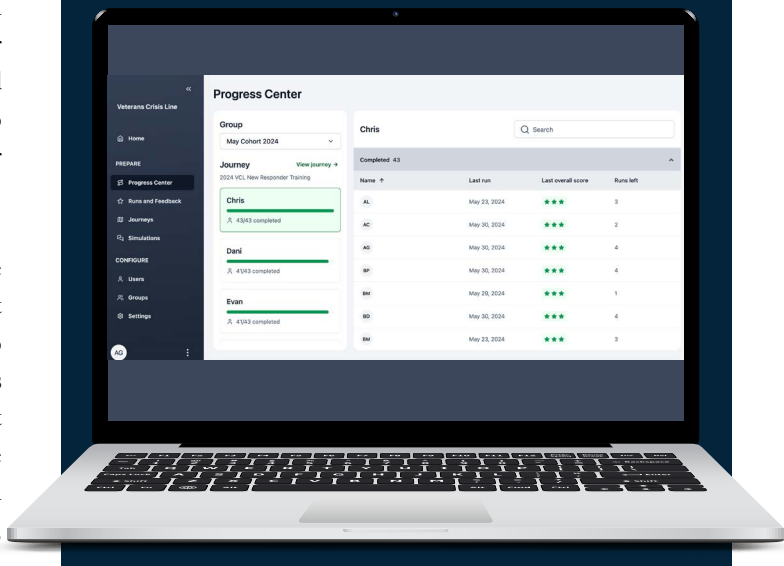 «
Veterans Crisis Line
Home
PREPARE
Progress Center
Runs and Feedback
Journeys
Simulations
CONFIGURE
Users
Groups
Settings
AG
Progress Center
Group
May Cohort 2024
Journey View journey →
2024 VCL New Responder Training
Chris
43/43 completed
Dani
41/43 completed
Evan
41/43 completed
Chris
Search
Completed 43
Name ↑ Last run Last overall score Runs left
AL May 23, 2024 ★★★ 3
AC May 30, 2024 ★★★ 2
AG May 30, 2024 ★★★ 4
BP May 30, 2024 ★★★ 4
BM May 29, 2024 ★★★ 1
BD May 30, 2024 ★★★ 4
BM May 23, 2024 ★★★ 3